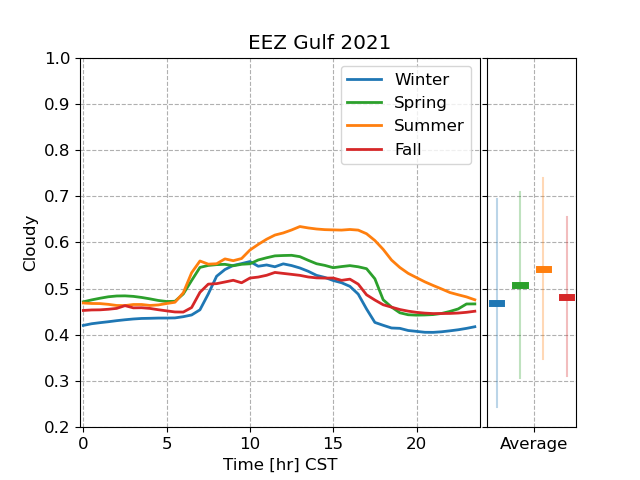 EEZ Gulf 2021
Cloudy
1.0
0.9
0.8
0.7
0.6
0.5
0.4
0.3
0.2
Winter
Spring
Summer
Fall
0 5 10 15 20
Time [hr] CST
Average